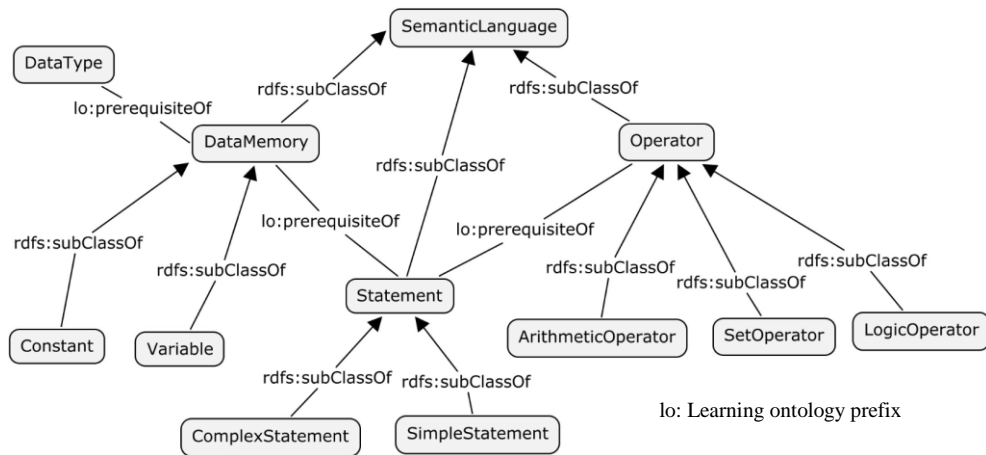 SemanticLanguage
DataType
rdfs:subClassOf
rdfs:subClassOf
lo:prerequisiteOf
DataMemory
Operator
rdfs:subClassOf
lo:prerequisiteOf
lo:prerequisiteOf
rdfs:subClassOf
rdfs:subClassOf
rdfs:subClassOf
rdfs:subClassOf
rdfs:subClassOf
Statement
Constant
Variable
ArithmeticOperator
SetOperator
LogicOperator
rdfs:subClassOf
rdfs:subClassOf
lo: Learning ontology prefix
ComplexStatement
SimpleStatement